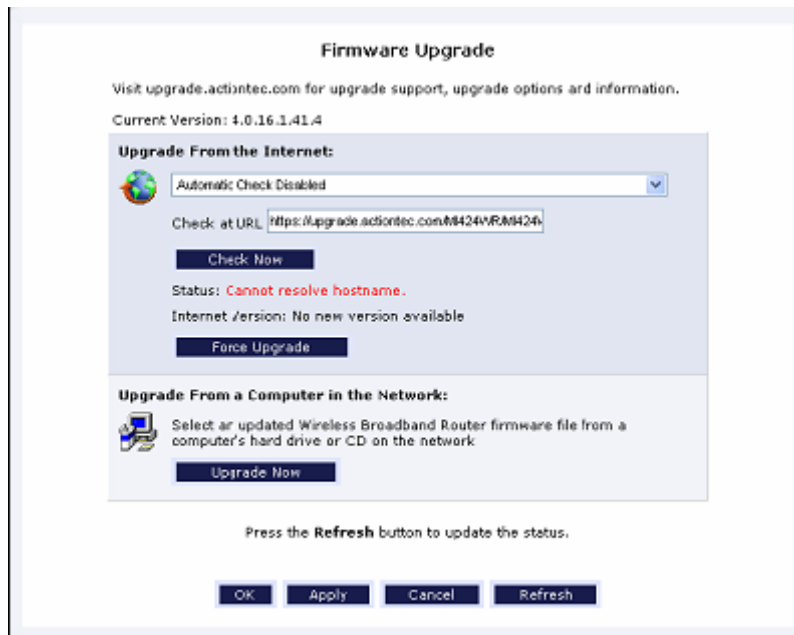 Firmware Upgrade
Visit upgrade.actiontec.com for upgrade support, upgrade options and information.
Current Version: 4.0.16.1.41.4
Upgrade From the Internet:
Automatic Check Disabled
Check at URL https://upgrade.actiontec.com/MI424WR/MI424\
Check Now
Status: Cannot resolve hostname.
Internet Version: No new version available
Force Upgrade
Upgrade From a Computer in the Network:
Select an updated Wireless Broadband Router firmware file from a
computer's hard drive or CD on the network
Upgrade Now
Press the Refresh button to update the status.
OK Apply Cancel Refresh